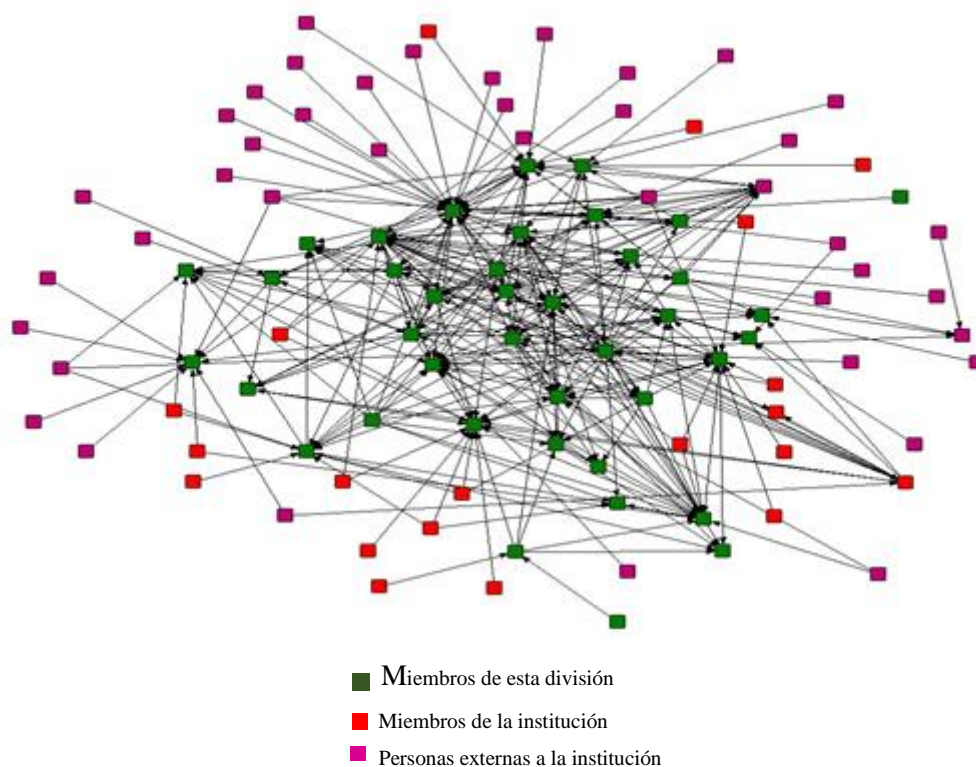 Miembros de esta división
Miembros de la institución
Personas externas a la institución